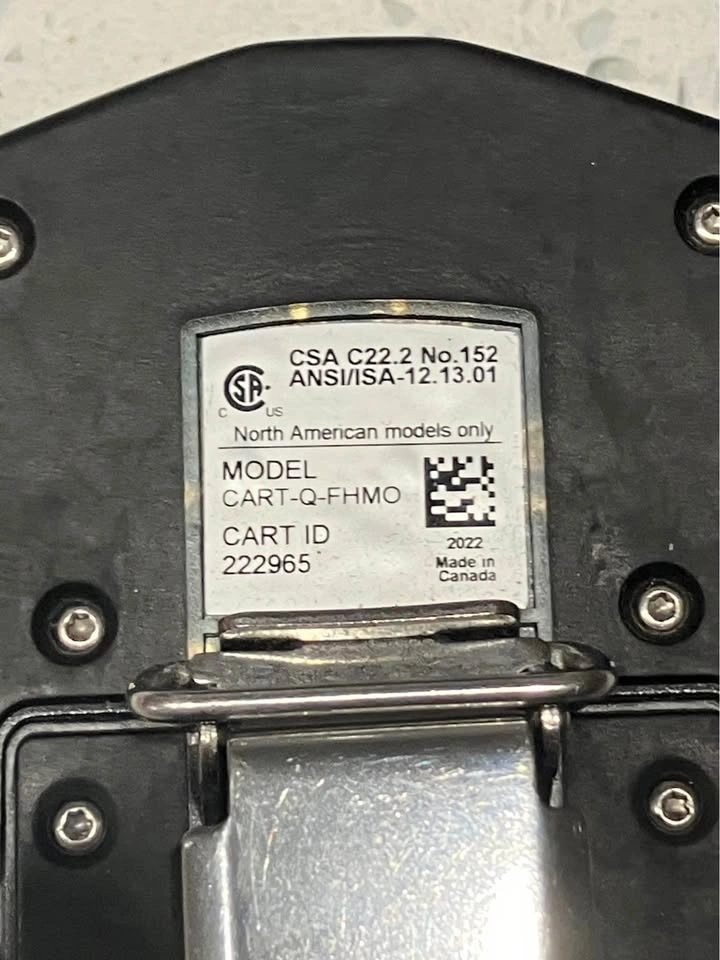 CSA C22.2 No.152
ANSI/ISA-12.13.01
CSA
C US
North American models only
MODEL
CART-Q-FHMO
CART ID
222965
2022
Made in
Canada